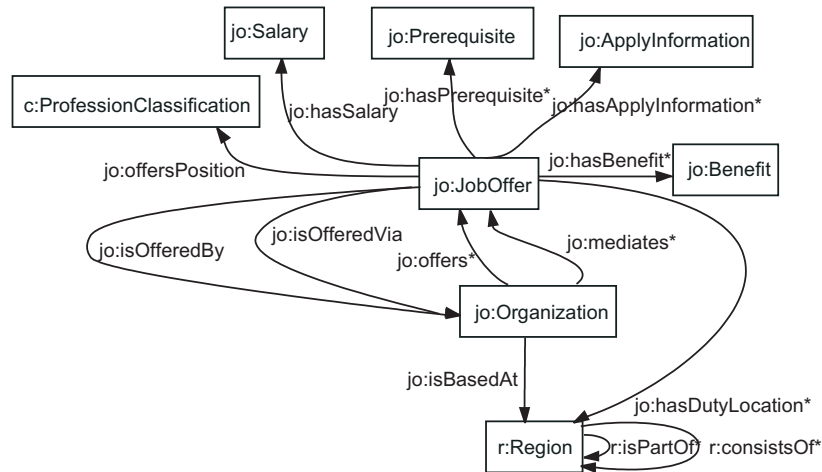 jo:Salary
jo:Prerequisite
jo:ApplyInformation
c:ProfessionClassification
jo:hasSalary
jo:hasPrerequisite*
jo:hasApplyInformation*
jo:offersPosition
jo:hasBenefit*
jo:Benefit
jo:JobOffer
jo:isOfferedBy
jo:isOfferedVia
jo:offers*
jo:mediates*
jo:Organization
jo:isBasedAt
jo:hasDutyLocation*
r:Region
r:isPartOf*
r:consistsOf*